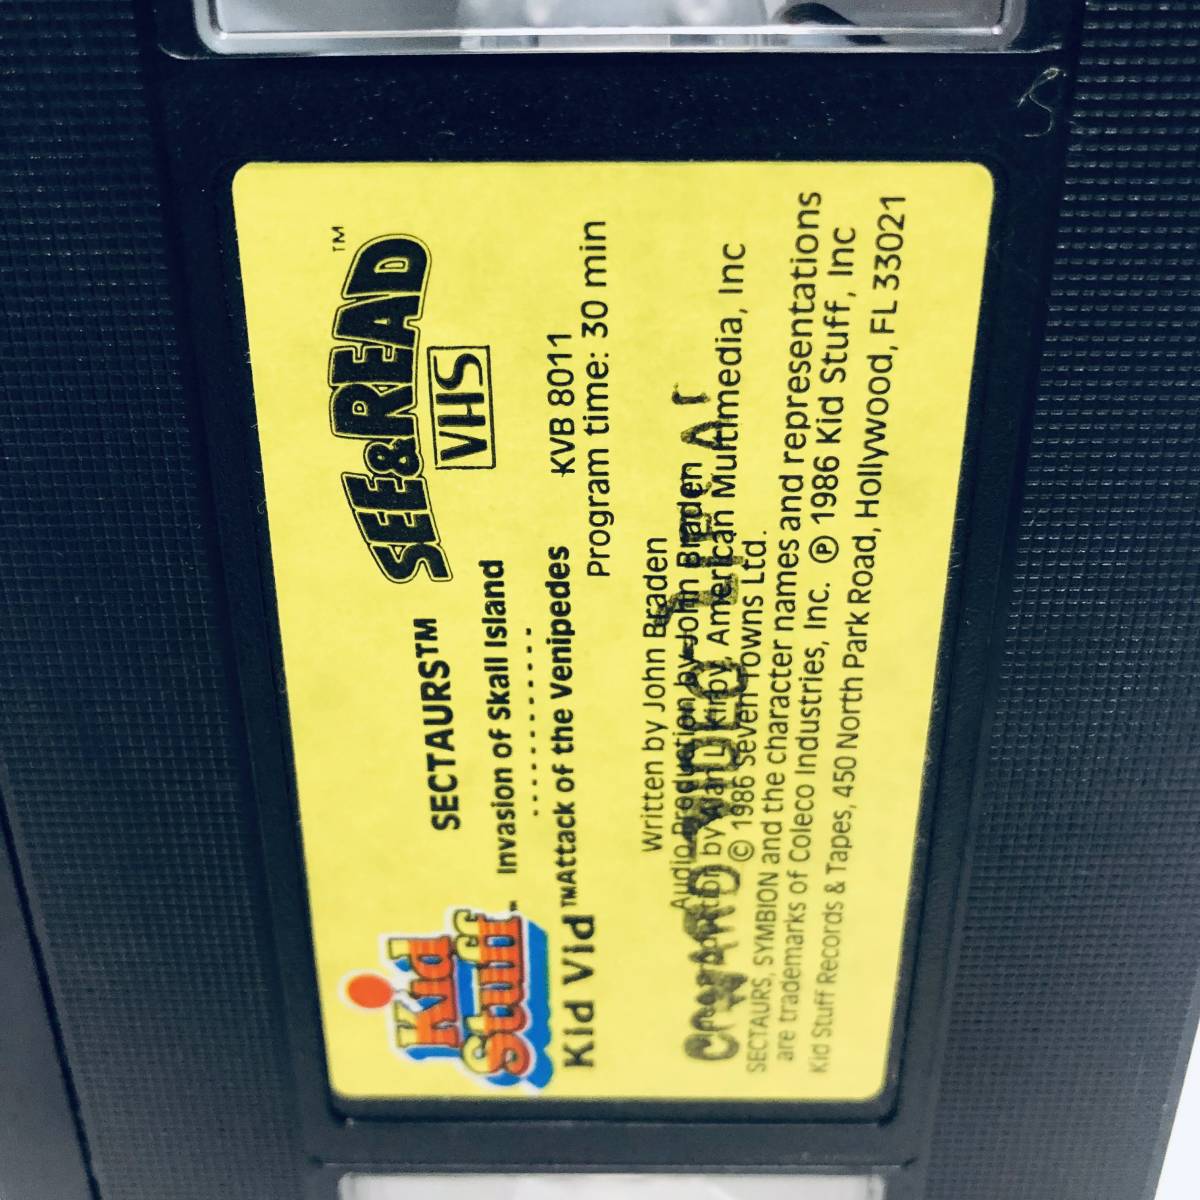 SEE & READ™
VHS
SECTAURS™
Invasion of Skall Island
Attack of the Venipedes
Kid Stuff™
Kid Vid™
KVB 8011
Program time: 30 min
Written by John Braden
Audio Production by John Braden
by Alan L. Kirby, American Multimedia, Inc
© 1986 Seven Towns Ltd.
SECTAURS, SYMBION and the character names and representations
are trademarks of Coleco Industries, Inc. ℗ 1986 Kid Stuff, Inc
Kid Stuff Records & Tapes, 450 North Park Road, Hollywood, FL 33021
VIDEO